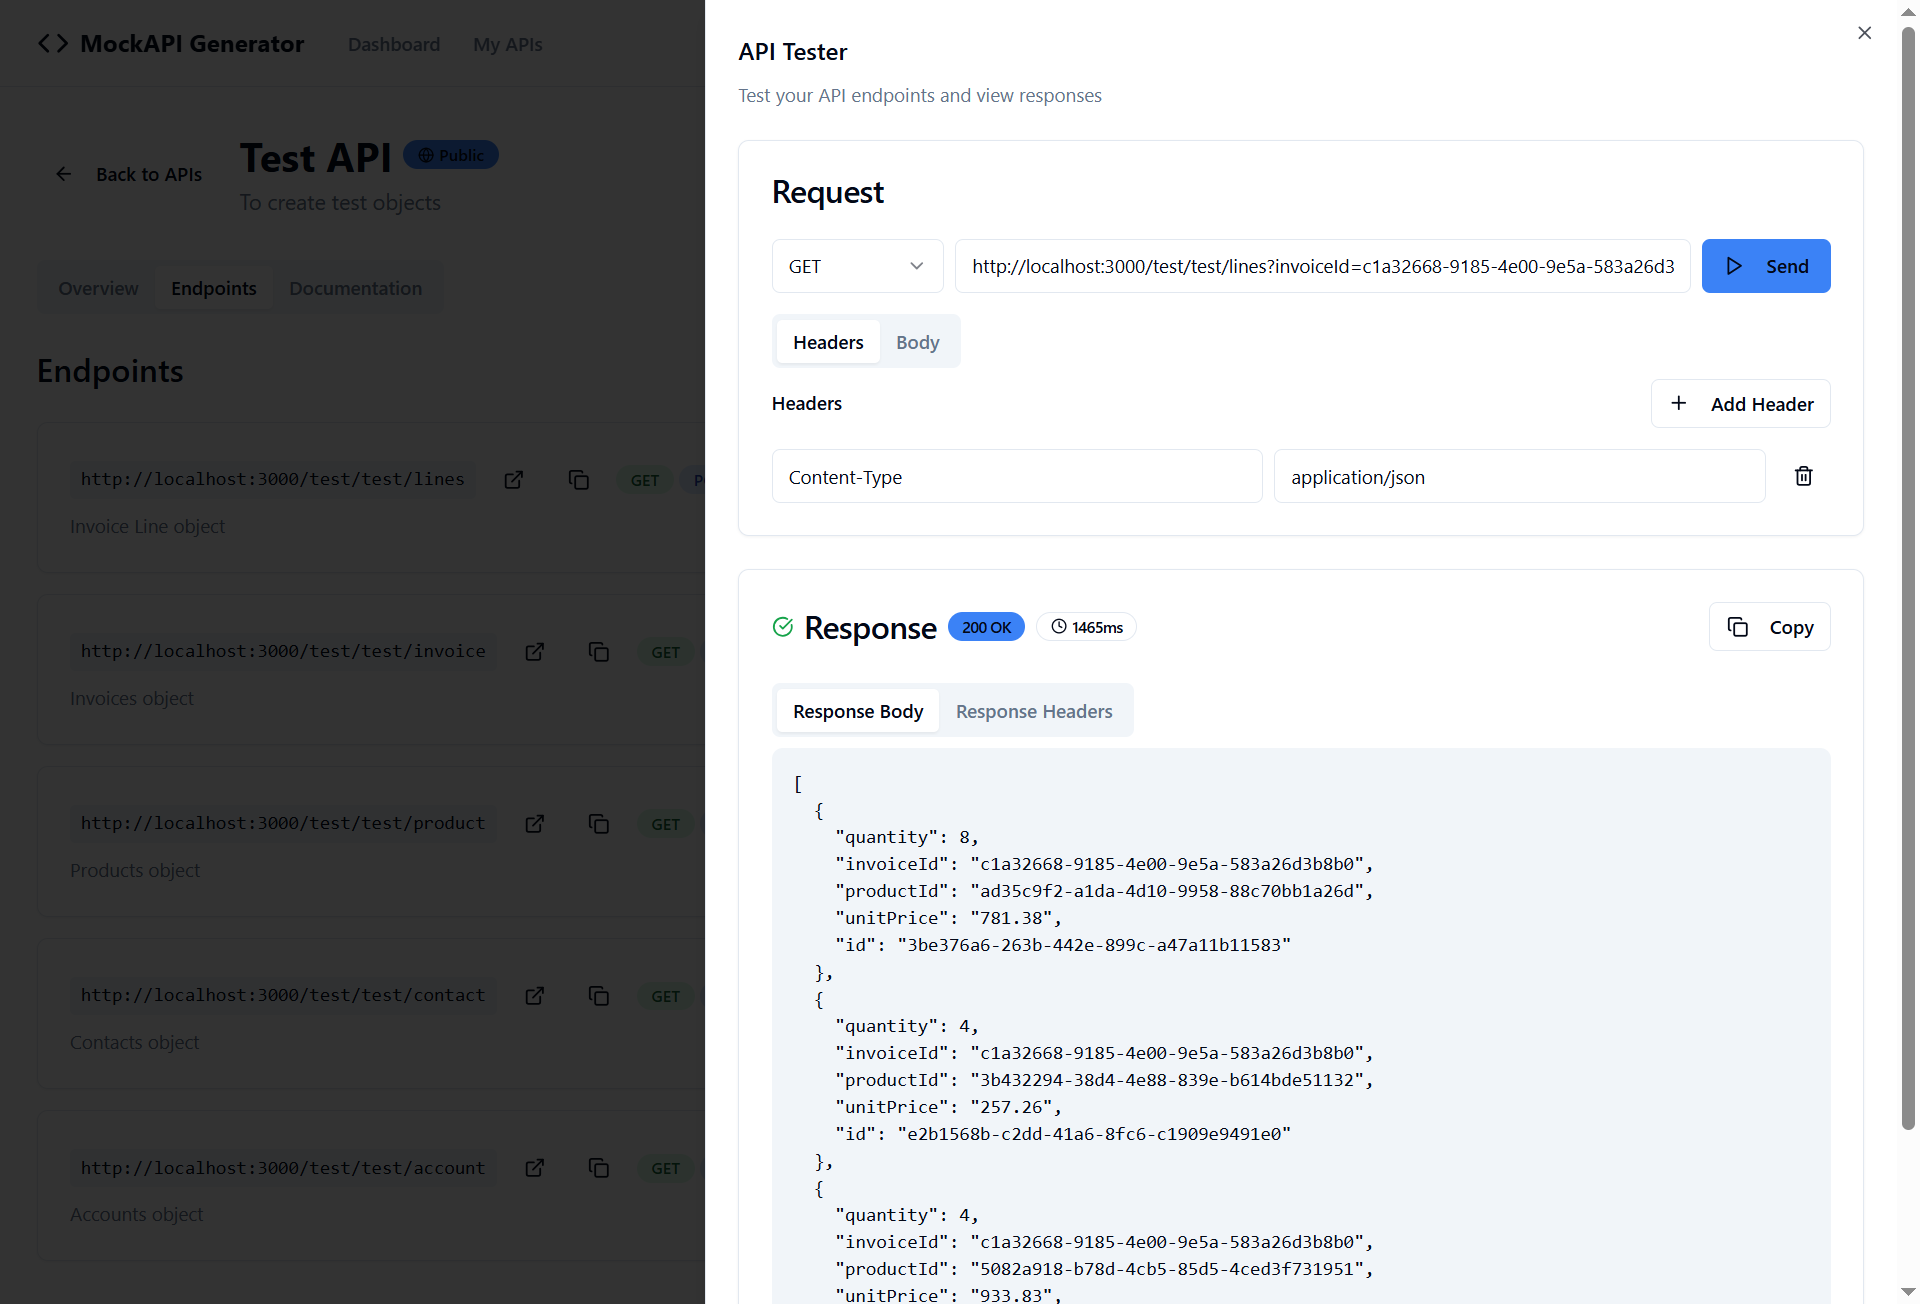 MockAPI Generator
Dashboard
My APIs
Back to APIs
Test API
Public
To create test objects
Overview
Endpoints
Documentation
Endpoints
http://localhost:3000/test/test/lines
GET
Invoice Line object
http://localhost:3000/test/test/invoice
GET
Invoices object
http://localhost:3000/test/test/product
GET
Products object
http://localhost:3000/test/test/contact
GET
Contacts object
http://localhost:3000/test/test/account
GET
Accounts object
API Tester
Test your API endpoints and view responses
Request
GET
http://localhost:3000/test/test/lines?invoiceId=c1a32668-9185-4e00-9e5a-583a26d3
Send
Headers
Body
Headers
Add Header
Content-Type
application/json
Response
200 OK
1465ms
Copy
Response Body
Response Headers
[
{
"quantity": 8,
"invoiceId": "c1a32668-9185-4e00-9e5a-583a26d3b8b0",
"productId": "ad35c9f2-a1da-4d10-9958-88c70bb1a26d",
"unitPrice": "781.38",
"id": "3be376a6-263b-442e-899c-a47a11b11583"
},
{
"quantity": 4,
"invoiceId": "c1a32668-9185-4e00-9e5a-583a26d3b8b0",
"productId": "3b432294-38d4-4e88-839e-b614bde51132",
"unitPrice": "257.26",
"id": "e2b1568b-c2dd-41a6-8fc6-c1909e9491e0"
},
{
"quantity": 4,
"invoiceId": "c1a32668-9185-4e00-9e5a-583a26d3b8b0",
"productId": "5082a918-b78d-4cb5-85d5-4ced3f731951",
"unitPrice": "933.83",